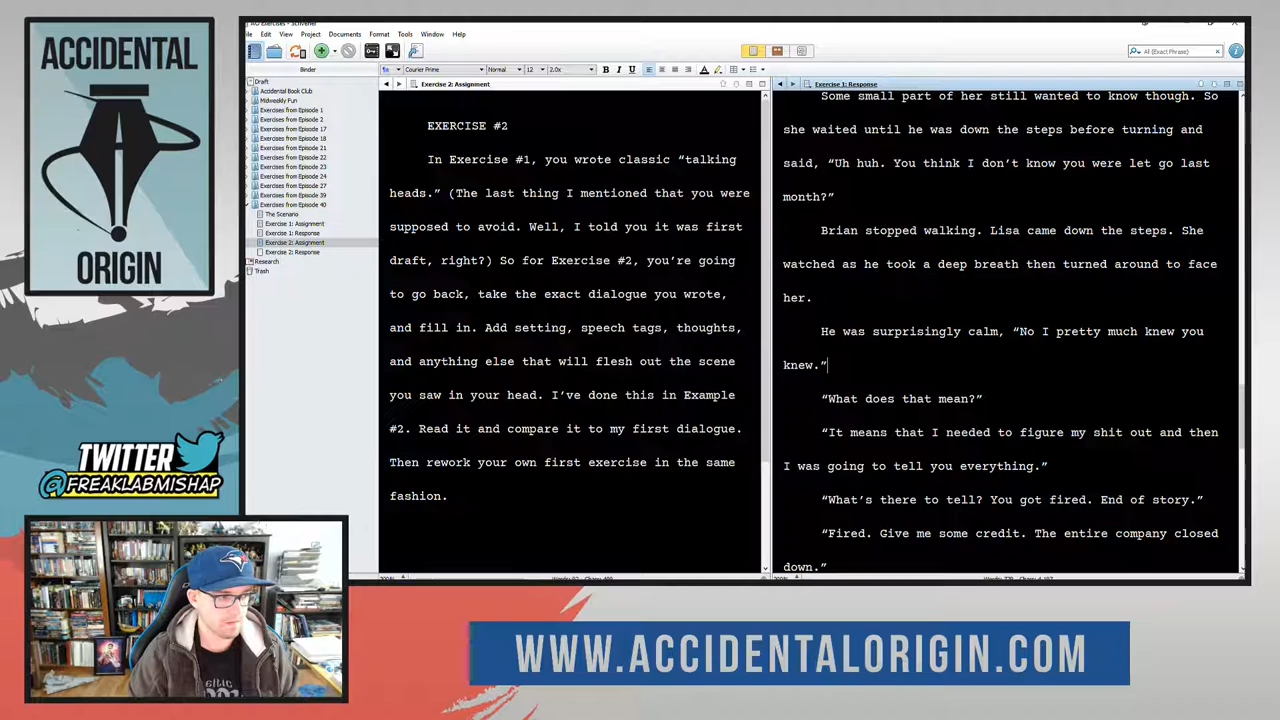 ACCIDENTAL
ORIGIN
TWITTER
@FREAKLABMISHAP
AO Exercises - Scrivener
File Edit View Project Documents Format Tools Window Help
All (Exact Phrase)
Binder
Draft
Accidental Book Club
Midweekly Fun
Exercises from Episode 1
Exercises from Episode 2
Exercises from Episode 17
Exercises from Episode 18
Exercises from Episode 21
Exercises from Episode 22
Exercises from Episode 23
Exercises from Episode 24
Exercises from Episode 27
Exercises from Episode 39
Exercises from Episode 40
The Scenario
Exercise 1: Assignment
Exercise 1: Response
Exercise 2: Assignment
Exercise 2: Response
Research
Trash
Courier Prime Normal 12 2.0x
B I U A
Exercise 2: Assignment
EXERCISE #2
In Exercise #1, you wrote classic “talking
heads.” (The last thing I mentioned that you were
supposed to avoid. Well, I told you it was first
draft, right?) So for Exercise #2, you’re going
to go back, take the exact dialogue you wrote,
and fill in. Add setting, speech tags, thoughts,
and anything else that will flesh out the scene
you saw in your head. I’ve done this in Example
#2. Read it and compare it to my first dialogue.
Then rework your own first exercise in the same
fashion.
Exercise 1: Response
Some small part of her still wanted to know though. So
she waited until he was down the steps before turning and
said, “Uh huh. You think I don’t know you were let go last
month?”
Brian stopped walking. Lisa came down the steps. She
watched as he took a deep breath then turned around to face
her.
He was surprisingly calm, “No I pretty much knew you
knew.”
“What does that mean?”
“It means that I needed to figure my shit out and then
I was going to tell you everything.”
“What’s there to tell? You got fired. End of story.”
“Fired. Give me some credit. The entire company closed
down.”
WWW.ACCIDENTALORIGIN.COM